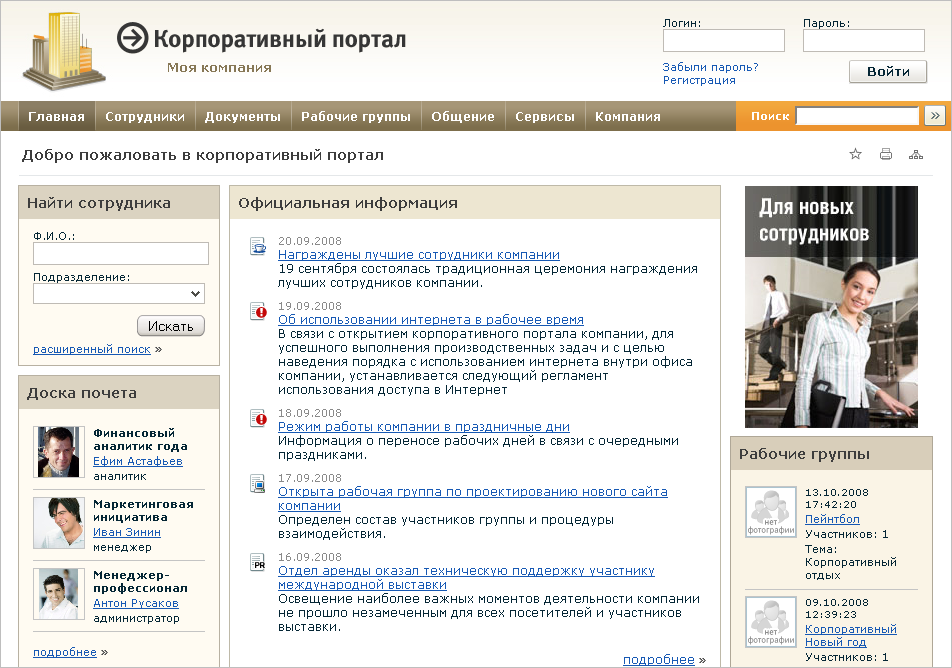 Корпоративный портал
Моя компания
Логин:
Пароль:
Забыли пароль?
Регистрация
Войти
Главная
Сотрудники
Документы
Рабочие группы
Общение
Сервисы
Компания
Поиск
»
Добро пожаловать в корпоративный портал
Найти сотрудника
Ф.И.О.:
Подразделение:
Искать
расширенный поиск »
Доска почета
Финансовый
аналитик года
Ефим Астафьев
аналитик
Маркетинговая
инициатива
Иван Зинин
менеджер
Менеджер-
профессионал
Антон Русаков
администратор
подробнее »
Официальная информация
20.09.2008
Награждены лучшие сотрудники компании
19 сентября состоялась традиционная церемония награждения
лучших сотрудников компании.
19.09.2008
Об использовании интернета в рабочее время
В связи с открытием корпоративного портала компании, для
успешного выполнения производственных задач и с целью
наведения порядка с использованием интернета внутри офиса
компании, устанавливается следующий регламент
использования доступа в Интернет
18.09.2008
Режим работы компании в праздничные дни
Информация о переносе рабочих дней в связи с очередными
праздниками.
17.09.2008
Открыта рабочая группа по проектированию нового сайта
компании
Определен состав участников группы и процедуры
взаимодействия.
PR
16.09.2008
Отдел аренды оказал техническую поддержку участнику
международной выставки
Освещение наиболее важных моментов деятельности компании
не прошло незамеченным для всех посетителей и участников
выставки.
подробнее »
Для новых
сотрудников
Рабочие группы
нет
фотографии
13.10.2008
17:42:20
Пейнтбол
Участников: 1
Тема:
Корпоративный
отдых
нет
фотографии
09.10.2008
12:39:23
Корпоративный
Новый год
Участников: 1